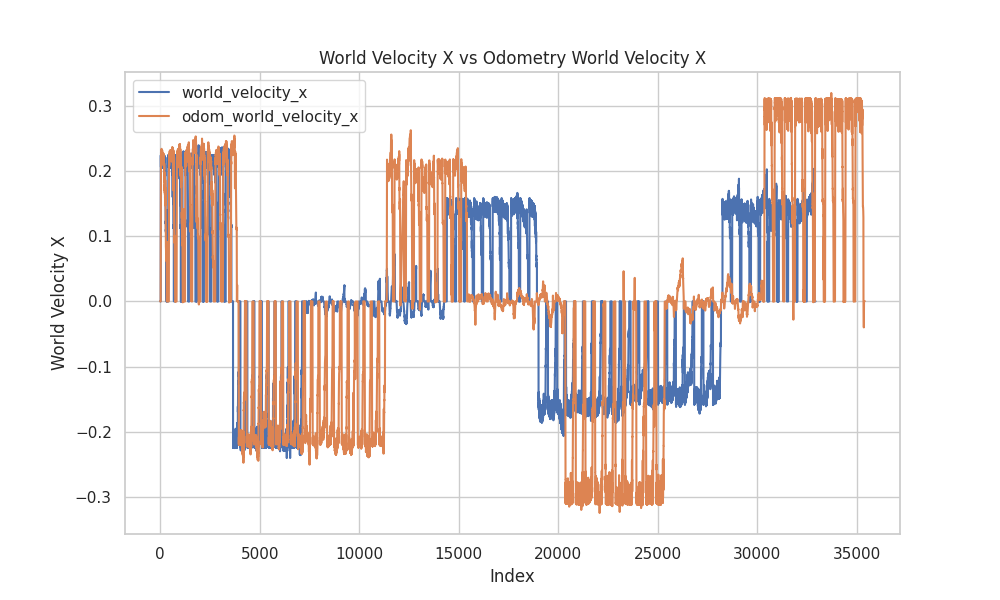 World Velocity X vs Odometry World Velocity X
world_velocity_x
odom_world_velocity_x
World Velocity X
0.3
0.2
0.1
0.0
−0.1
−0.2
−0.3
0 5000 10000 15000 20000 25000 30000 35000
Index